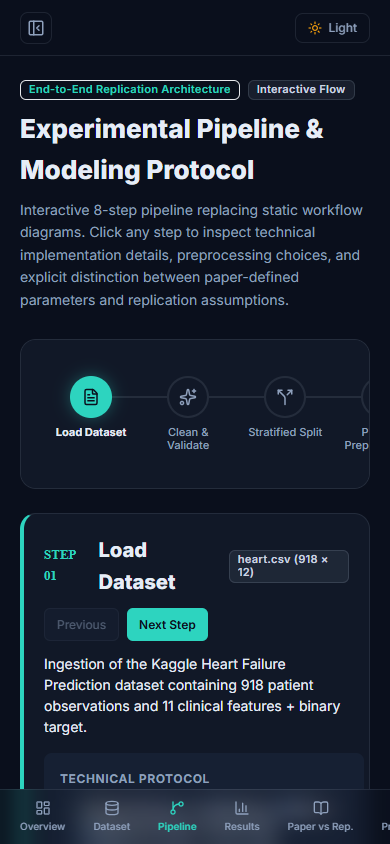 Light
End-to-End Replication Architecture
Interactive Flow
Experimental Pipeline &
Modeling Protocol
Interactive 8-step pipeline replacing static workflow
diagrams. Click any step to inspect technical
implementation details, preprocessing choices, and
explicit distinction between paper-defined
parameters and replication assumptions.
Load Dataset
Clean &
Validate
Stratified Split
P
Prep
STEP
01
Load
Dataset
heart.csv (918 ×
12)
Previous
Next Step
Ingestion of the Kaggle Heart Failure
Prediction dataset containing 918 patient
observations and 11 clinical features + binary
target.
TECHNICAL PROTOCOL
Overview
Dataset
Pipeline
Results
Paper vs Rep.
Pr